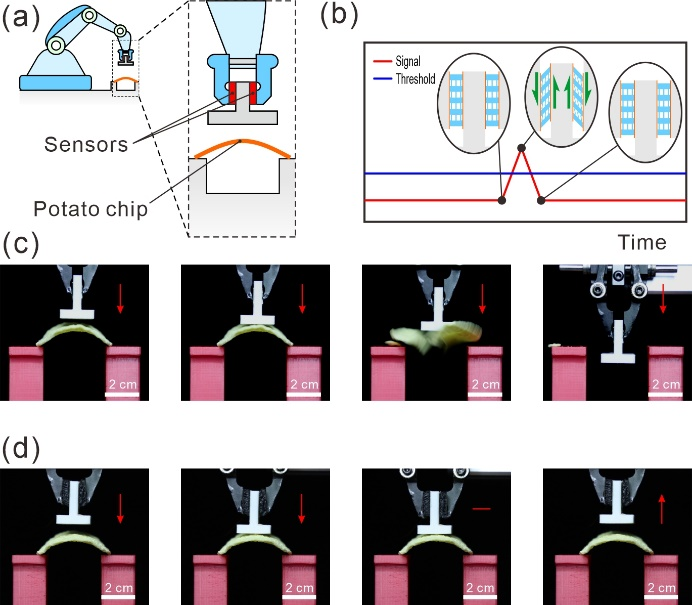 (a)
Sensors
Potato chip
(b)
Signal
Threshold
Time
(c)
2 cm
2 cm
2 cm
2 cm
(d)
2 cm
2 cm
2 cm
2 cm